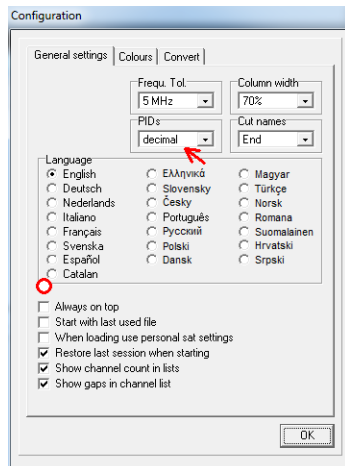 Configuration
General settings Colours Convert
Frequ. Tol. Column width
5 MHz 70%
PIDs Cut names
decimal End
Language
English Ελληνικά Magyar
Deutsch Slovensky Türkçe
Nederlands Česky Norsk
Italiano Português Romana
Français Русский Suomalainen
Svenska Polski Hrvatski
Español Dansk Srpski
Catalan
Always on top
Start with last used file
When loading use personal sat settings
Restore last session when starting
Show channel count in lists
Show gaps in channel list
OK